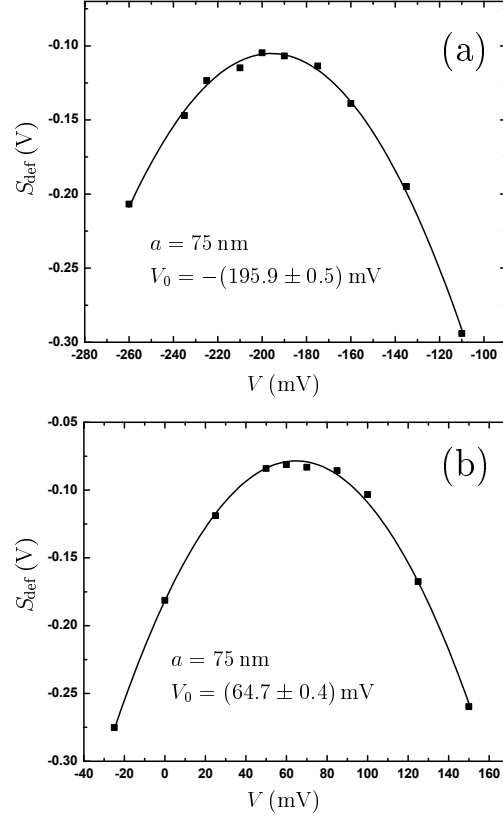 (a)
-0.10
-0.15
-0.20
-0.25
-0.30
S_def (V)
a = 75 nm
V_0 = −(195.9 ± 0.5) mV
-280 -260 -240 -220 -200 -180 -160 -140 -120 -100
V (mV)
(b)
-0.05
-0.10
-0.15
-0.20
-0.25
-0.30
S_def (V)
a = 75 nm
V_0 = (64.7 ± 0.4) mV
-40 -20 0 20 40 60 80 100 120 140 160
V (mV)